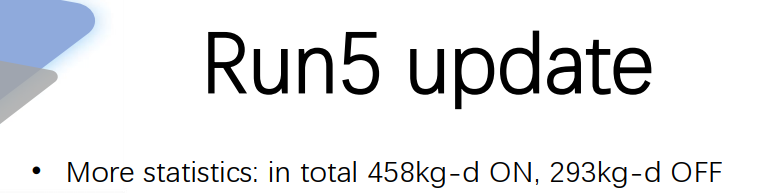 Run5 update
• More statistics: in total 458kg-d ON, 293kg-d OFF